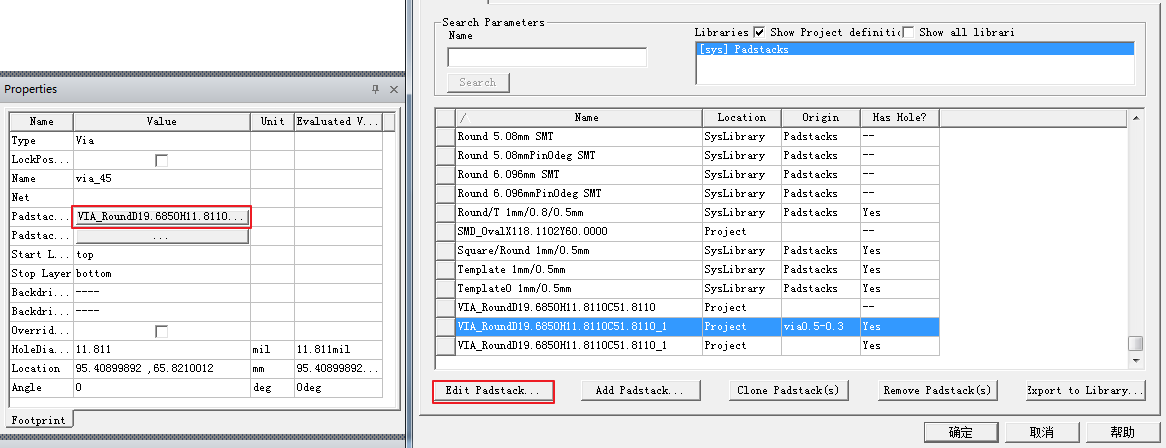 Properties
Name Value Unit Evaluated V...
Type Via
LockPos...
Name via_45
Net
Padstac... VIA_RoundD19.6850H11.8110...
Padstac... ...
Start L... top
Stop Layer bottom
Backdri... ----
Backdri... ----
Overrid...
HoleDia... 11.811 mil 11.811mil
Location 95.40899892 ,65.8210012 mm 95.40899892...
Angle 0 deg 0deg
Footprint
Search Parameters
Name
Libraries Show Project definitic Show all librari
[sys] Padstacks
Search
/ Name Location Origin Has Hole?
Round 5.08mm SMT SysLibrary Padstacks --
Round 5.08mmPin0deg SMT SysLibrary Padstacks --
Round 6.096mm SMT SysLibrary Padstacks --
Round 6.096mmPin0deg SMT SysLibrary Padstacks --
Round/T 1mm/0.8/0.5mm SysLibrary Padstacks Yes
SMD_OvalX118.1102Y60.0000 Project --
Square/Round 1mm/0.5mm SysLibrary Padstacks Yes
Template 1mm/0.5mm SysLibrary Padstacks Yes
Template0 1mm/0.5mm SysLibrary Padstacks Yes
VIA_RoundD19.6850H11.8110C51.8110 Project --
VIA_RoundD19.6850H11.8110C51.8110_1 Project via0.5-0.3 Yes
VIA_RoundD19.6850H11.8110C51.8110_1 Project Yes
Edit Padstack... Add Padstack... Clone Padstack(s) Remove Padstack(s) Export to Library...
确定 取消 帮助